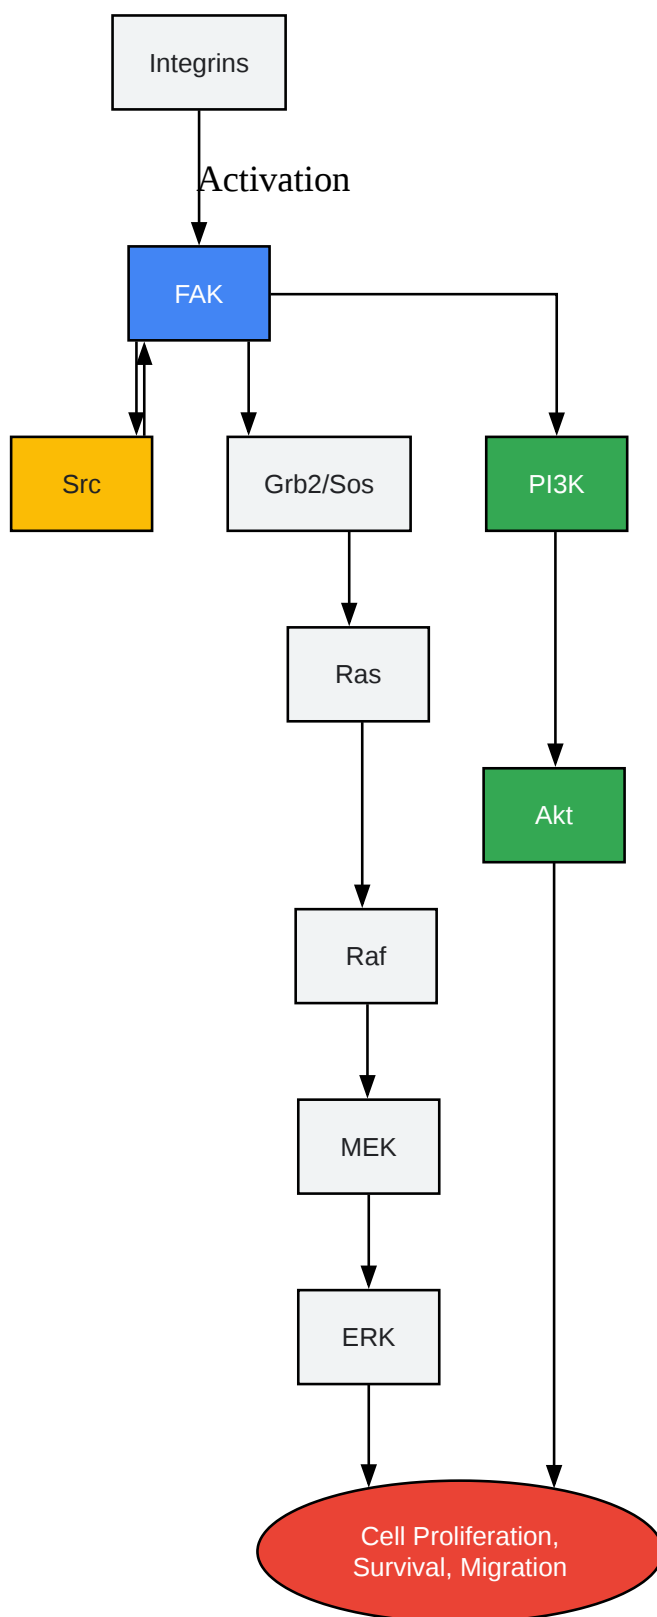 Integrins
Activation
FAK
Src
Grb2/Sos
PI3K
Ras
Akt
Raf
MEK
ERK
Cell Proliferation,
Survival, Migration